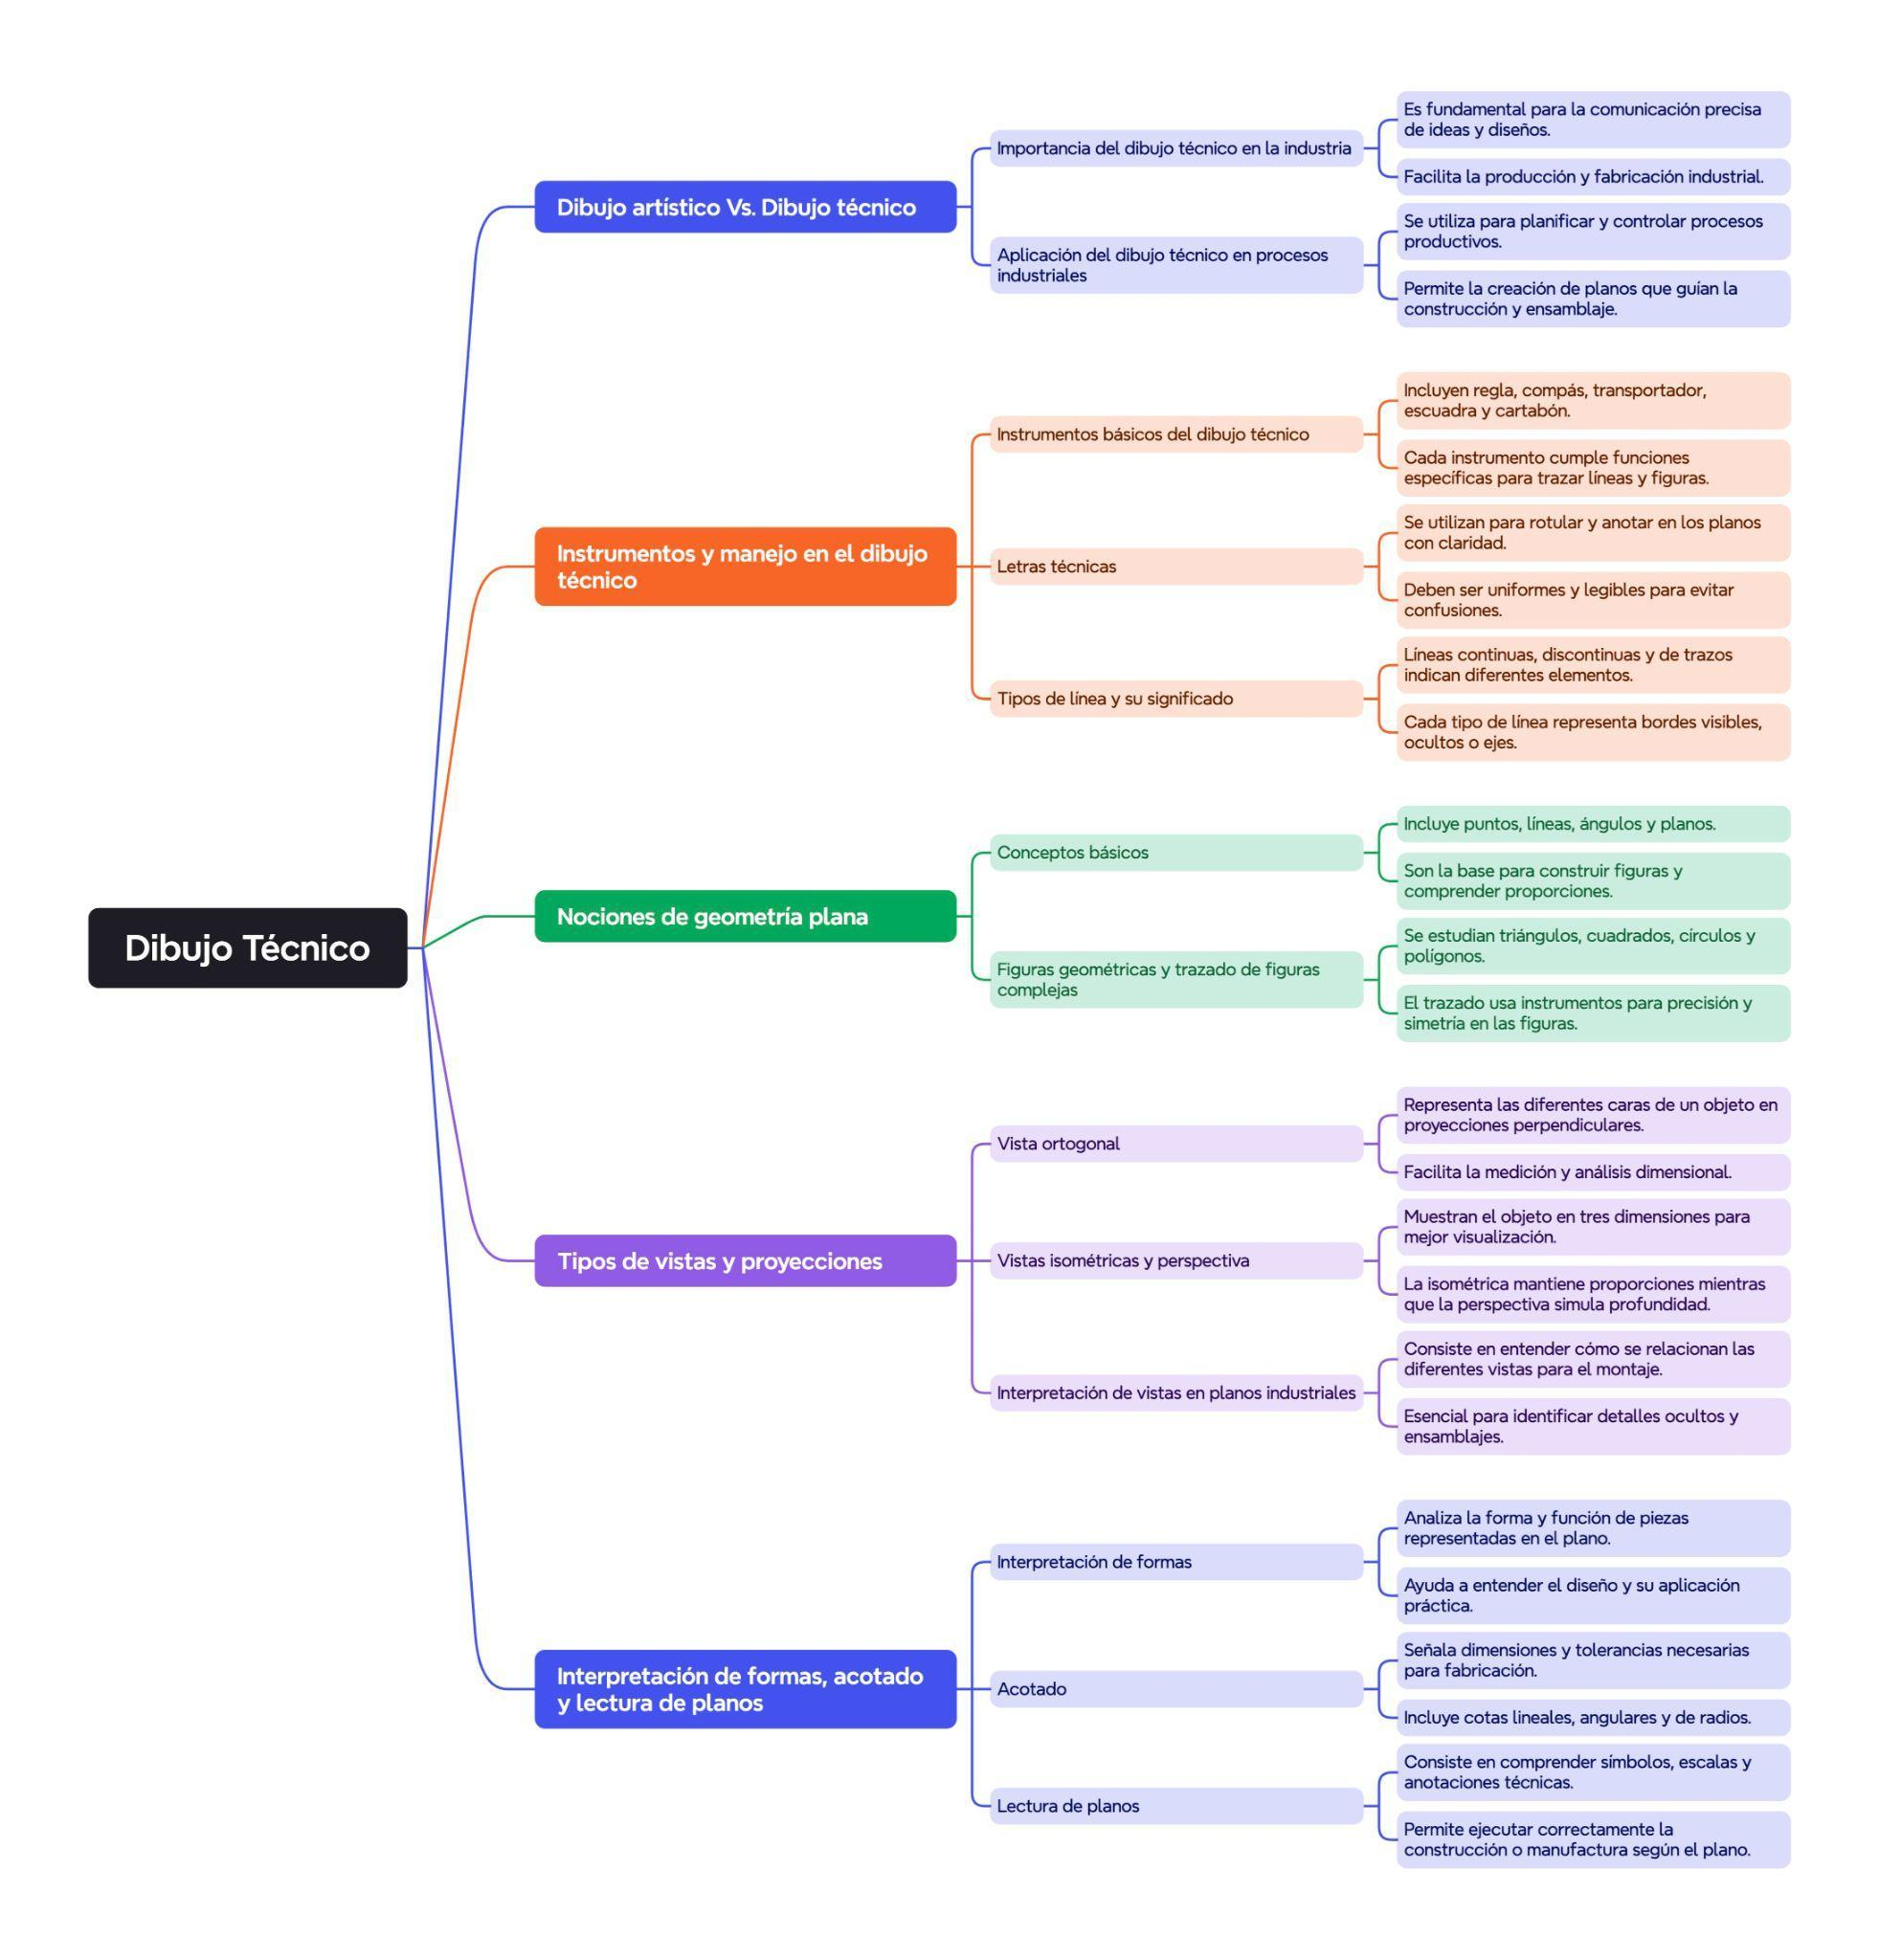 Dibujo Técnico
Dibujo artístico Vs. Dibujo técnico
Importancia del dibujo técnico en la industria
Es fundamental para la comunicación precisa
de ideas y diseños.
Facilita la producción y fabricación industrial.
Aplicación del dibujo técnico en procesos
industriales
Se utiliza para planificar y controlar procesos
productivos.
Permite la creación de planos que guían la
construcción y ensamblaje.
Instrumentos y manejo en el dibujo
técnico
Instrumentos básicos del dibujo técnico
Incluyen regla, compás, transportador,
escuadra y cartabón.
Cada instrumento cumple funciones
específicas para trazar líneas y figuras.
Letras técnicas
Se utilizan para rotular y anotar en los planos
con claridad.
Deben ser uniformes y legibles para evitar
confusiones.
Tipos de línea y su significado
Líneas continuas, discontinuas y de trazos
indican diferentes elementos.
Cada tipo de línea representa bordes visibles,
ocultos o ejes.
Nociones de geometría plana
Conceptos básicos
Incluye puntos, líneas, ángulos y planos.
Son la base para construir figuras y
comprender proporciones.
Figuras geométricas y trazado de figuras
complejas
Se estudian triángulos, cuadrados, círculos y
polígonos.
El trazado usa instrumentos para precisión y
simetría en las figuras.
Tipos de vistas y proyecciones
Vista ortogonal
Representa las diferentes caras de un objeto en
proyecciones perpendiculares.
Facilita la medición y análisis dimensional.
Vistas isométricas y perspectiva
Muestran el objeto en tres dimensiones para
mejor visualización.
La isométrica mantiene proporciones mientras
que la perspectiva simula profundidad.
Interpretación de vistas en planos industriales
Consiste en entender cómo se relacionan las
diferentes vistas para el montaje.
Esencial para identificar detalles ocultos y
ensamblajes.
Interpretación de formas, acotado
y lectura de planos
Interpretación de formas
Analiza la forma y función de piezas
representadas en el plano.
Ayuda a entender el diseño y su aplicación
práctica.
Acotado
Señala dimensiones y tolerancias necesarias
para fabricación.
Incluye cotas lineales, angulares y de radios.
Lectura de planos
Consiste en comprender símbolos, escalas y
anotaciones técnicas.
Permite ejecutar correctamente la
construcción o manufactura según el plano.